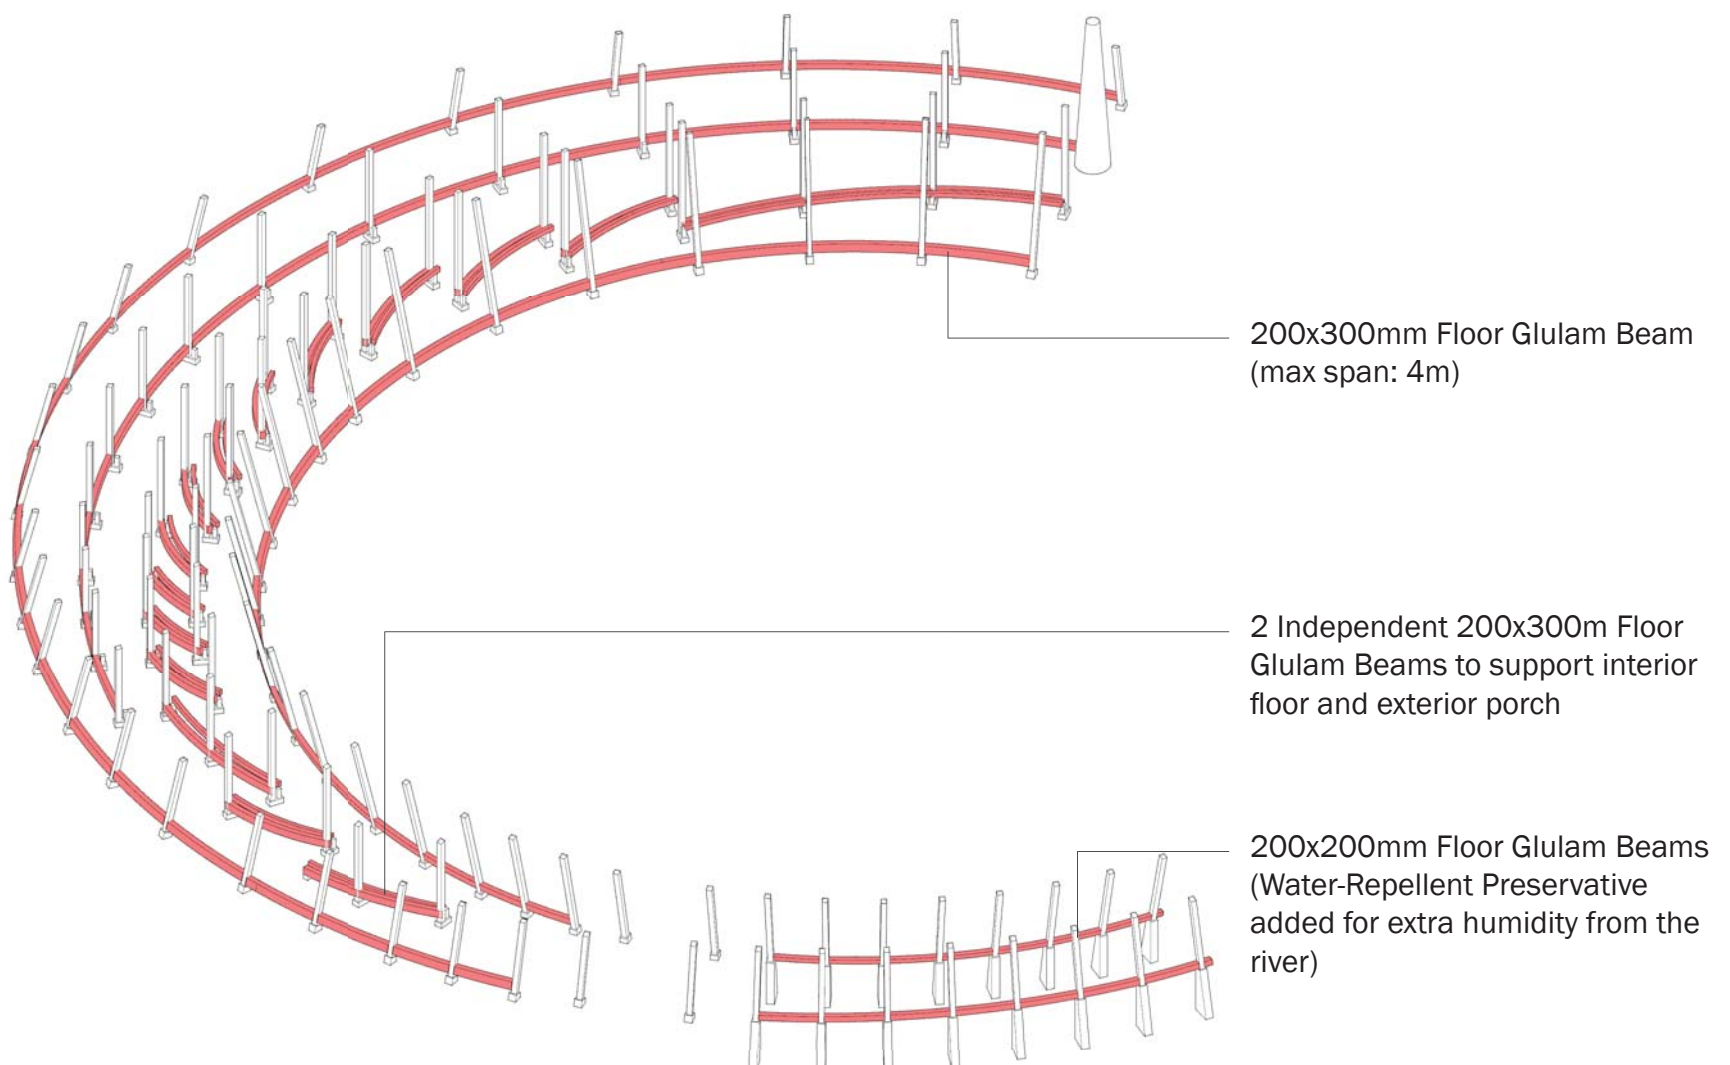 200x300mm Floor Glulam Beam
(max span: 4m)
2 Independent 200x300m Floor
Glulam Beams to support interior
floor and exterior porch
200x200mm Floor Glulam Beams
(Water-Repellent Preservative
added for extra humidity from the
river)